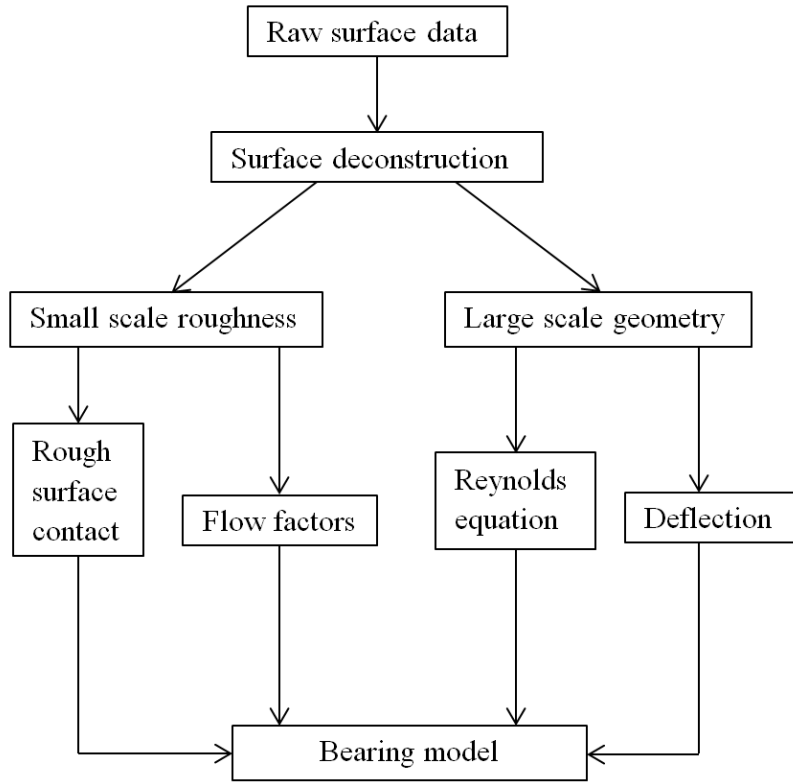 Raw surface data
Surface deconstruction
Small scale roughness
Large scale geometry
Rough
surface
contact
Flow factors
Reynolds
equation
Deflection
Bearing model